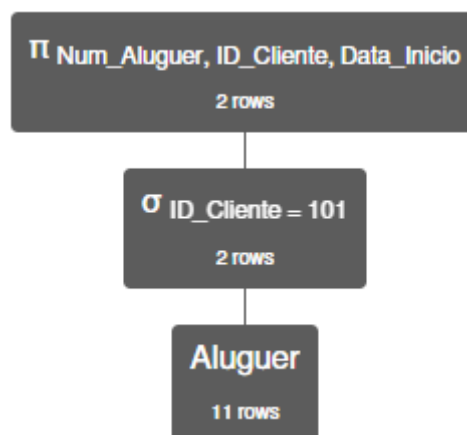 π Num_Aluguer, ID_Cliente, Data_Inicio
2 rows
σ ID_Cliente = 101
2 rows
Aluguer
11 rows